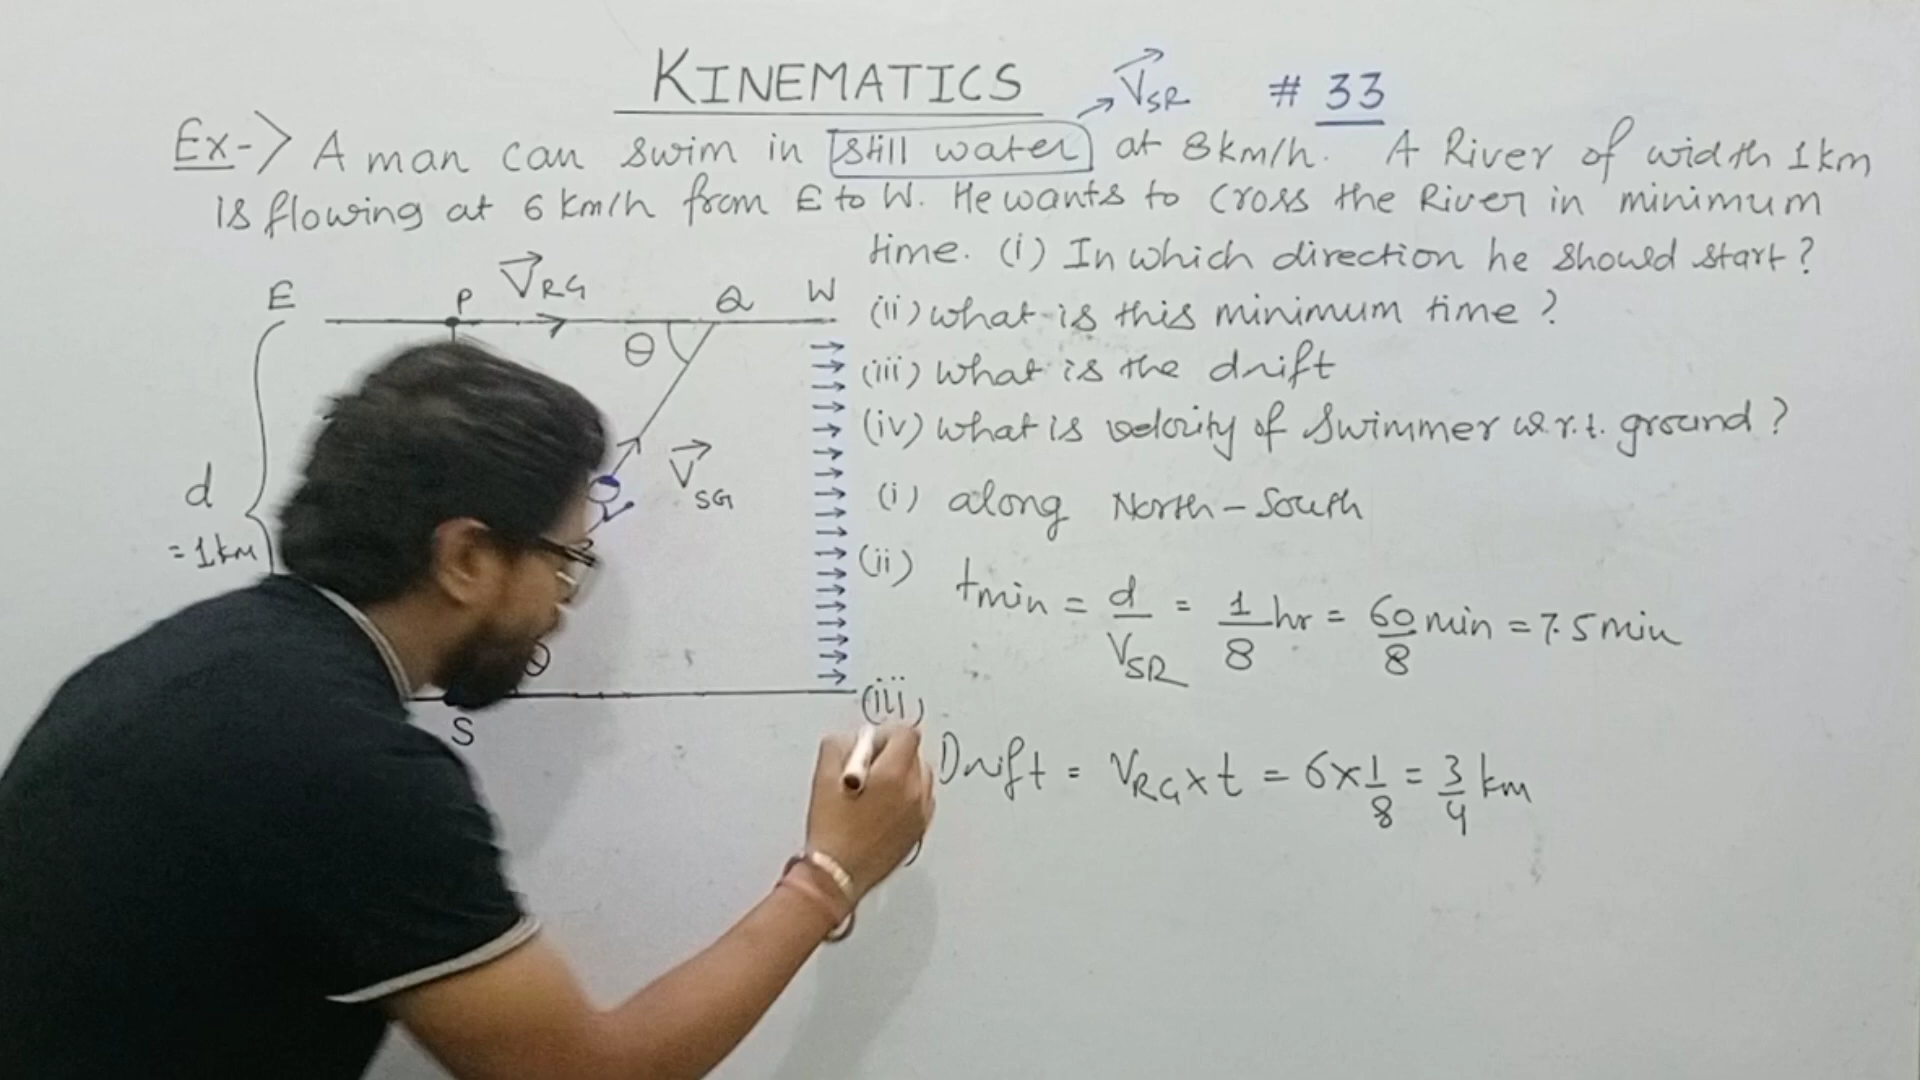 KINEMATICS
V⃗SR
# 33
Ex-> A man can swim in still water at 8km/h. A River of width 1km
is flowing at 6 km/h from E to W. He wants to cross the River in minimum
time. (i) In which direction he should start?
(ii) what is this minimum time?
(iii) what is the drift
(iv) what is velocity of swimmer w.r.t. ground?
E P V⃗RG Q W
θ
V⃗SG
d
= 1km
θ
S
(i) along North-South
(ii) tmin = d/VSR = 1/8 hr = 60/8 min = 7.5 min
(iii)
Drift = VRG x t = 6 x 1/8 = 3/4 km